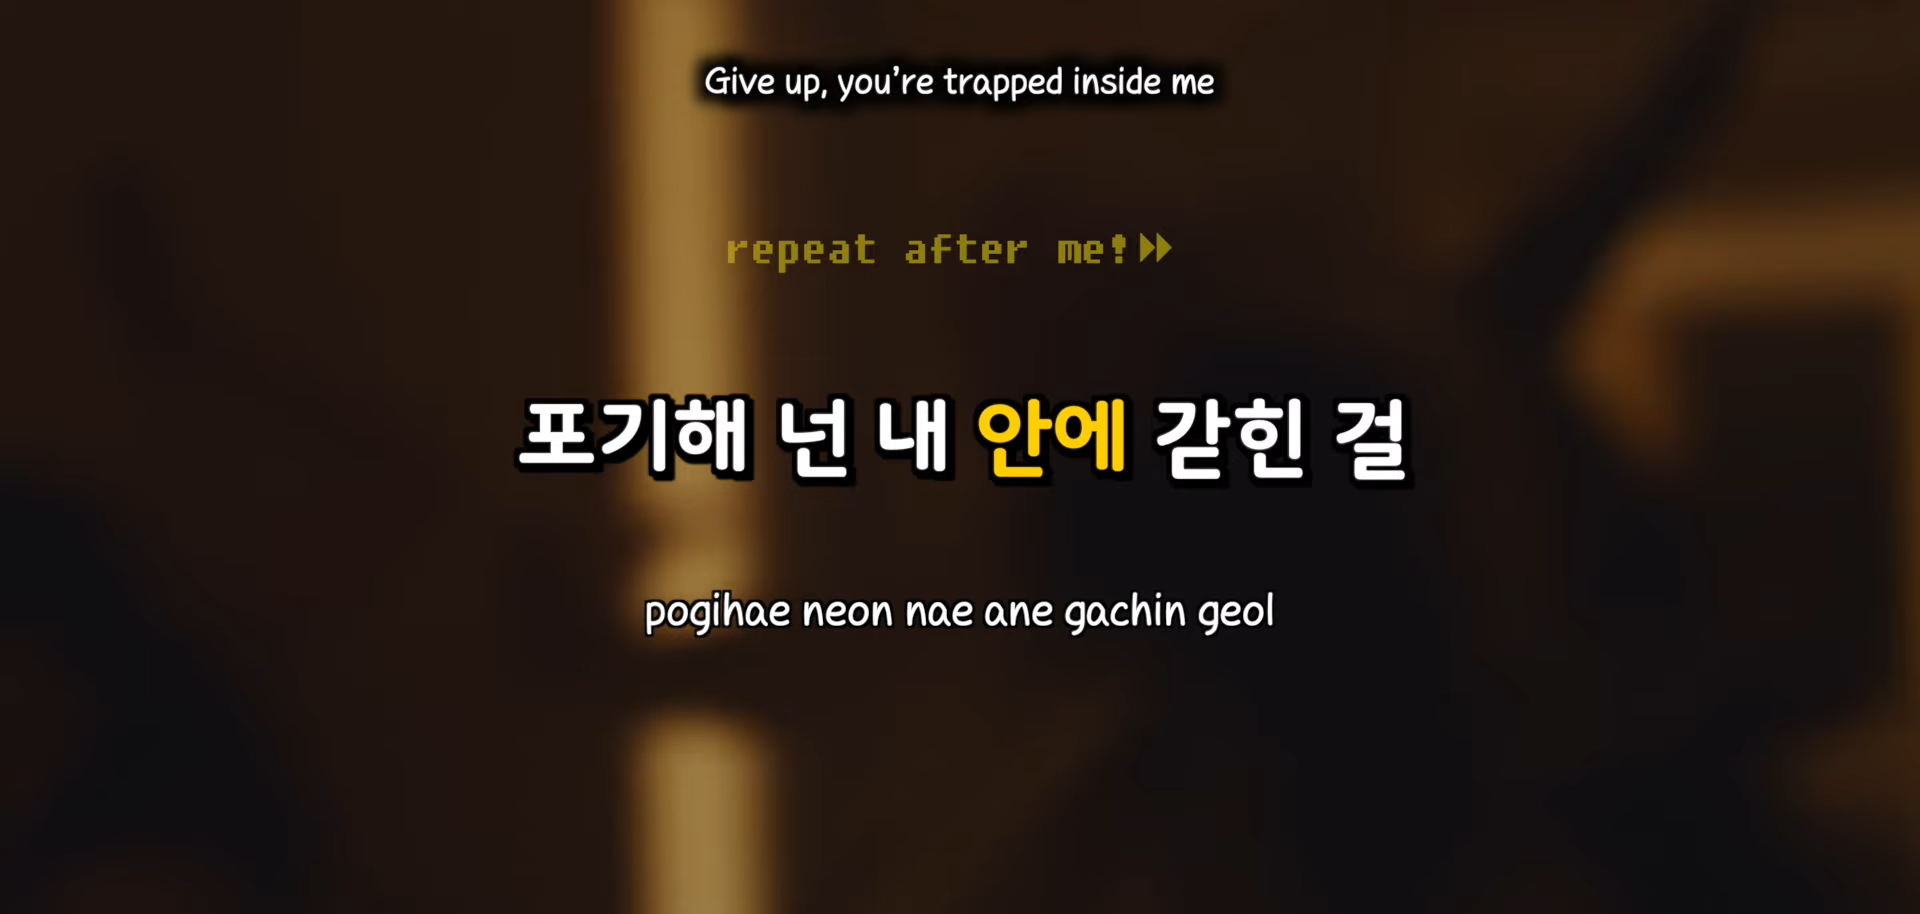 Give up, you’re trapped inside me
repeat after me!
포기해 넌 내 안에 갇힌 걸
pogihae neon nae ane gachin geol